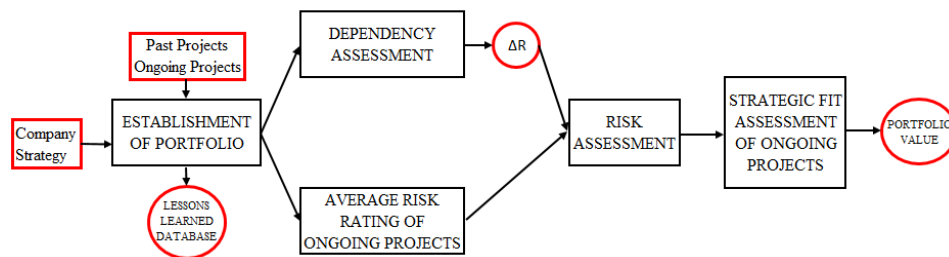 Past Projects
Ongoing Projects
Company
Strategy
ESTABLISHMENT
OF PORTFOLIO
LESSONS
LEARNED
DATABASE
DEPENDENCY
ASSESSMENT
ΔR
AVERAGE RISK
RATING OF
ONGOING PROJECTS
RISK
ASSESSMENT
STRATEGIC FIT
ASSESSMENT
OF ONGOING
PROJECTS
PORTFOLIO
VALUE